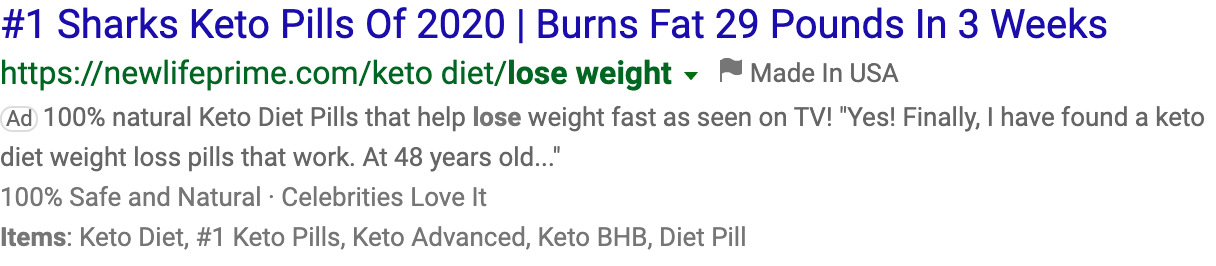 #1 Sharks Keto Pills Of 2020 | Burns Fat 29 Pounds In 3 Weeks
https://newlifeprime.com/keto diet/lose weight Made In USA
Ad 100% natural Keto Diet Pills that help lose weight fast as seen on TV! "Yes! Finally, I have found a keto
diet weight loss pills that work. At 48 years old..."
100% Safe and Natural · Celebrities Love It
Items: Keto Diet, #1 Keto Pills, Keto Advanced, Keto BHB, Diet Pill